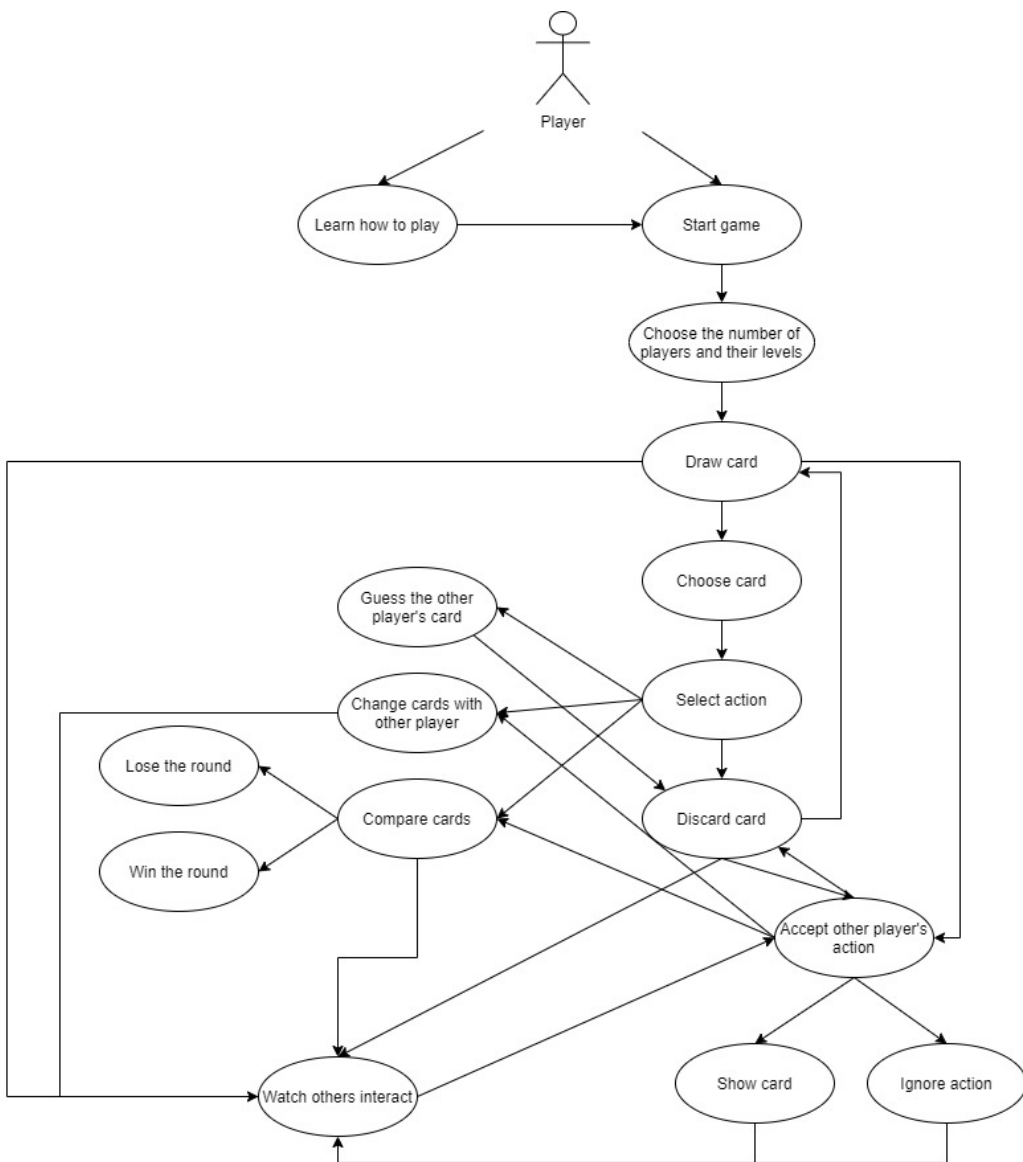 Player
Learn how to play
Start game
Choose the number of
players and their levels
Draw card
Choose card
Guess the other
player's card
Select action
Change cards with
other player
Lose the round
Compare cards
Discard card
Win the round
Accept other player's
action
Watch others interact
Show card
Ignore action